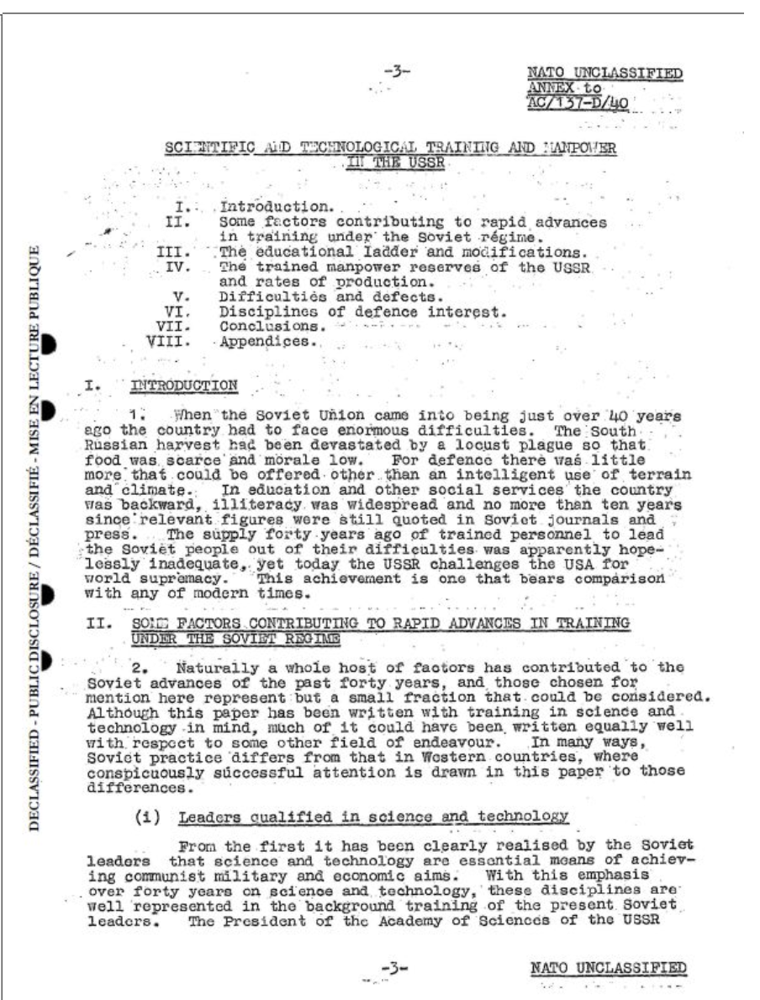 -3-
NATO UNCLASSIFIED
ANNEX to
AC/137-D/40
SCIENTIFIC AND TECHNOLOGICAL TRAINING AND MANPOWER
IN THE USSR
I. Introduction.
II. Some factors contributing to rapid advances
in training under the Soviet régime.
III. The educational ladder and modifications.
IV. The trained manpower reserves of the USSR
and rates of production.
V. Difficulties and defects.
VI. Disciplines of defence interest.
VII. Conclusions.
VIII. Appendices.
I. INTRODUCTION
1. When the Soviet Union came into being just over 40 years
ago the country had to face enormous difficulties. The South
Russian harvest had been devastated by a locust plague so that
food was scarce and morale low. For defence there was little
more that could be offered other than an intelligent use of terrain
and climate. In education and other social services the country
was backward, illiteracy was widespread and no more than ten years
since relevant figures were still quoted in Soviet journals and
press. The supply forty years ago of trained personnel to lead
the Soviet people out of their difficulties was apparently hope-
lessly inadequate, yet today the USSR challenges the USA for
world supremacy. This achievement is one that bears comparison
with any of modern times.
II. SOME FACTORS CONTRIBUTING TO RAPID ADVANCES IN TRAINING
UNDER THE SOVIET REGIME
2. Naturally a whole host of factors has contributed to the
Soviet advances of the past forty years, and those chosen for
mention here represent but a small fraction that could be considered.
Although this paper has been written with training in science and
technology in mind, much of it could have been written equally well
with respect to some other field of endeavour. In many ways,
Soviet practice differs from that in Western countries, where
conspicuously successful attention is drawn in this paper to those
differences.
(i) Leaders qualified in science and technology
From the first it has been clearly realised by the Soviet
leaders that science and technology are essential means of achiev-
ing communist military and economic aims. With this emphasis
over forty years on science and technology, these disciplines are
well represented in the background training of the present Soviet
leaders. The President of the Academy of Sciences of the USSR
-3-
NATO UNCLASSIFIED
DECLASSIFIED - PUBLIC DISCLOSURE / DÉCLASSIFIÉ - MISE EN LECTURE PUBLIQUE